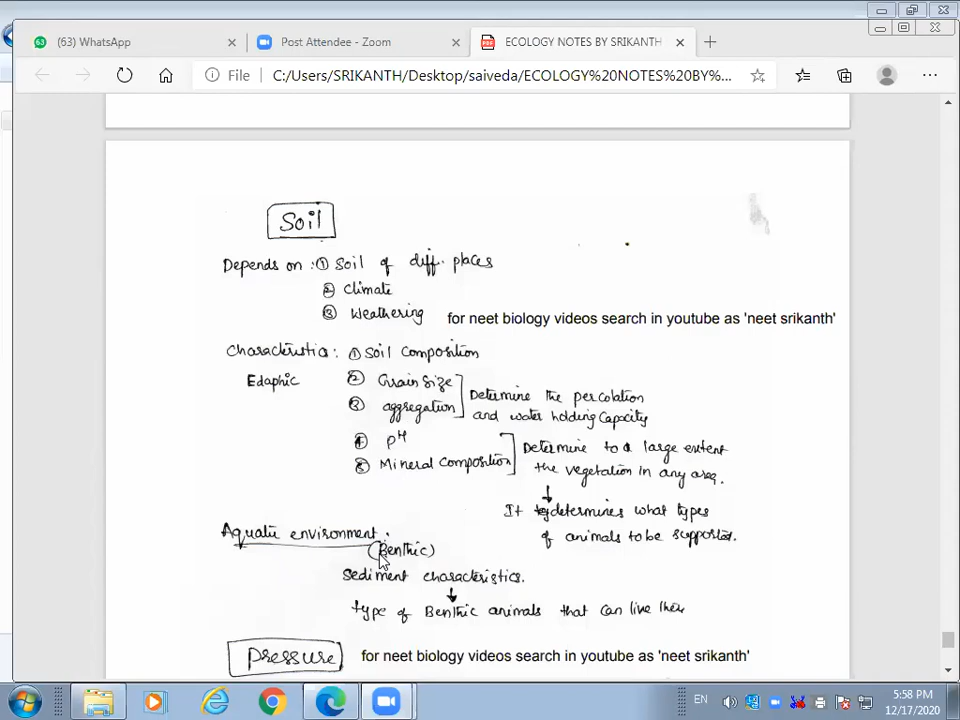 (63) WhatsApp
Post Attendee - Zoom
ECOLOGY NOTES BY SRIKANTH
File C:/Users/SRIKANTH/Desktop/saiveda/ECOLOGY%20NOTES%20BY%...
Soil
Depends on : ① Soil of diff. places
② Climate
③ Weathering
for neet biology videos search in youtube as 'neet srikanth'
Characteristia : ① Soil Composition
Edaphic ② Grain Size
③ aggregation
Determine the percolation
and water holding Capacity
④ pH
⑤ Mineral Composition
Determine to a large extent
the vegetation in any area.
↓
It determines what types
of animals to be supported.
Aquatic environment :
(Benthic)
Sediment characteristics.
↓
type of Benthic animals that can live there
Pressure
for neet biology videos search in youtube as 'neet srikanth'
EN
5:58 PM
12/17/2020